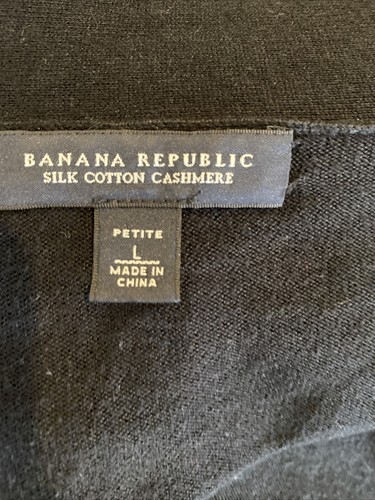 BANANA REPUBLIC
SILK COTTON CASHMERE
PETITE
L
MADE IN
CHINA